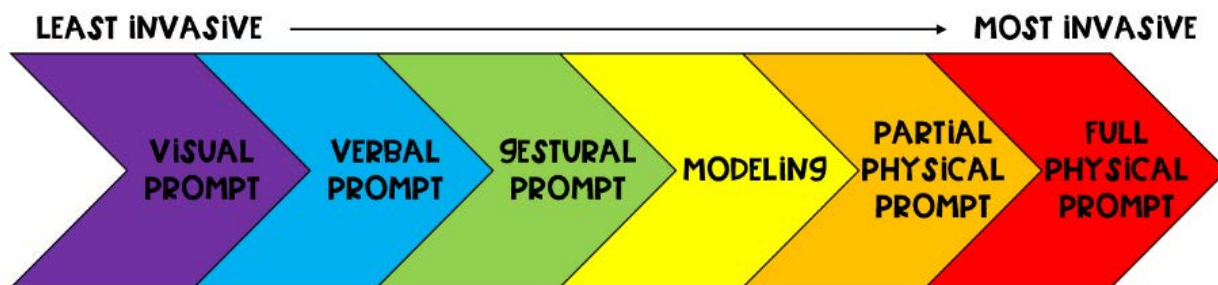 LEAST INVASIVE
MOST INVASIVE
VISUAL
PROMPT
VERBAL
PROMPT
GESTURAL
PROMPT
MODELING
PARTIAL
PHYSICAL
PROMPT
FULL
PHYSICAL
PROMPT